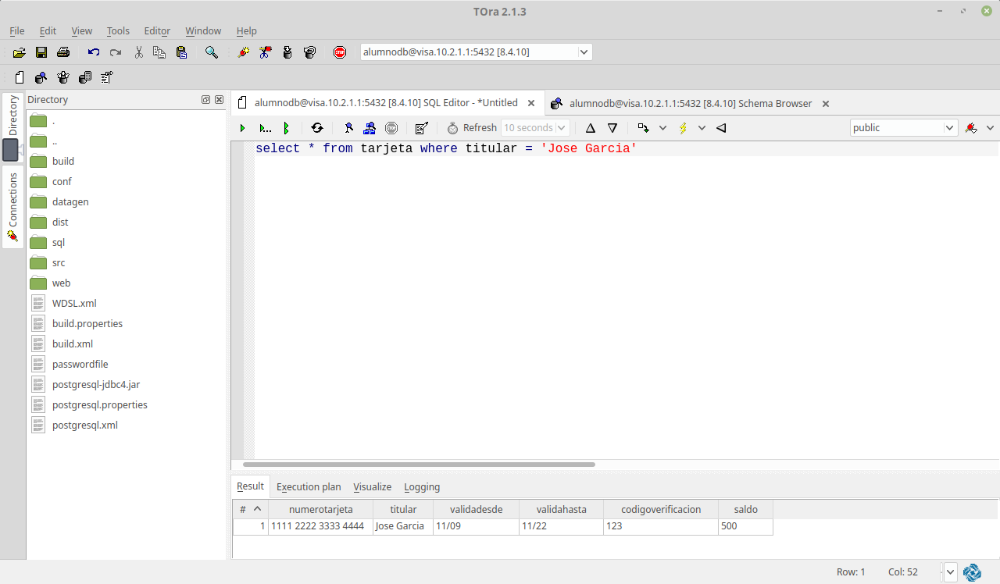 TOra 2.1.3
File Edit View Tools Editor Window Help
alumnodb@visa.10.2.1.1:5432 [8.4.10]
Directory
Connections
Directory
.
..
build
conf
datagen
dist
sql
src
web
WDSL.xml
build.properties
build.xml
passwordfile
postgresql-jdbc4.jar
postgresql.properties
postgresql.xml
alumnodb@visa.10.2.1.1:5432 [8.4.10] SQL Editor - *Untitled
alumnodb@visa.10.2.1.1:5432 [8.4.10] Schema Browser
Refresh 10 seconds public
select * from tarjeta where titular = 'Jose Garcia'
Result Execution plan Visualize Logging
# numerotarjeta titular validadesde validahasta codigoverificacion saldo
1 1111 2222 3333 4444 Jose Garcia 11/09 11/22 123 500
Row: 1 Col: 52